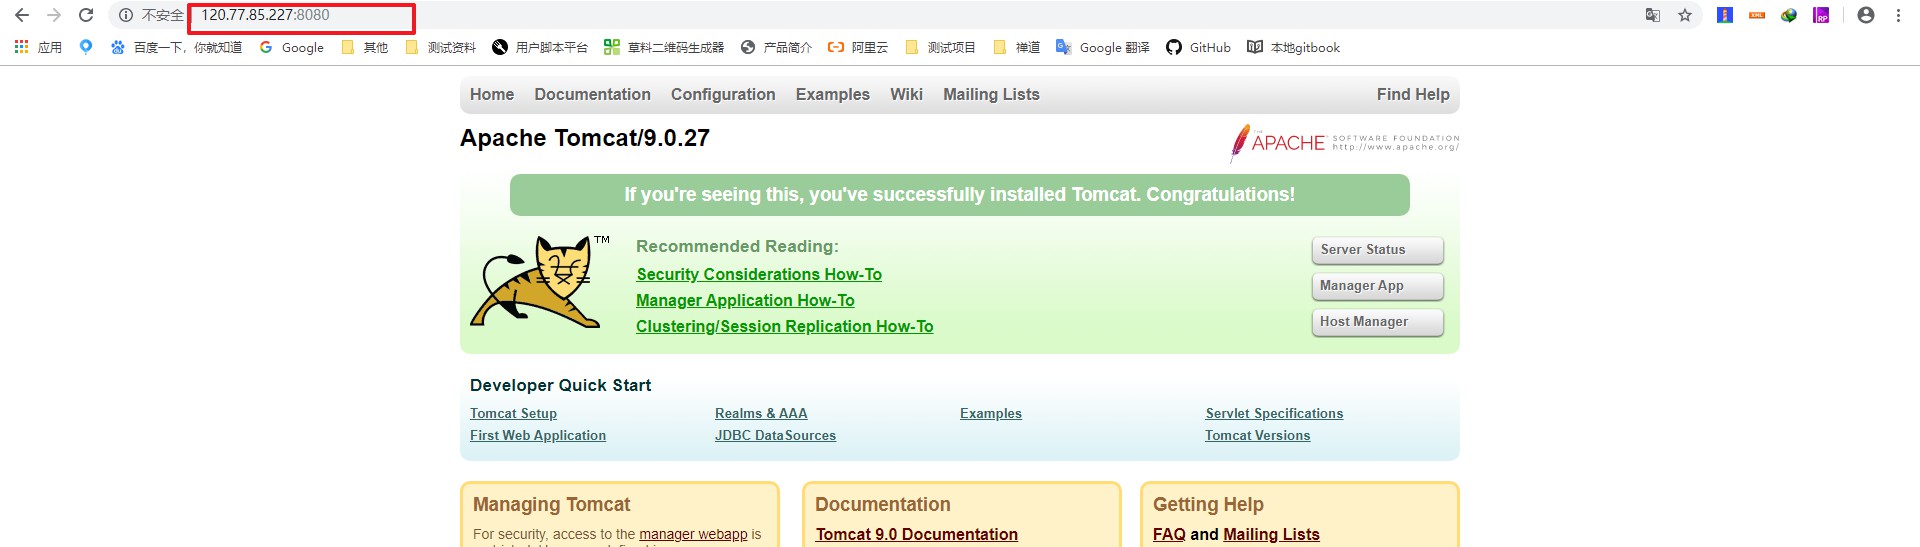 不安全 120.77.85.227:8080
应用 百度一下，你就知道 Google 其他 测试资料 用户脚本平台 草料二维码生成器 产品简介 阿里云 测试项目 禅道 Google 翻译 GitHub 本地gitbook
Home Documentation Configuration Examples Wiki Mailing Lists Find Help
Apache Tomcat/9.0.27
THE APACHE SOFTWARE FOUNDATION
http://www.apache.org/
If you're seeing this, you've successfully installed Tomcat. Congratulations!
TM
Recommended Reading:
Security Considerations How-To
Manager Application How-To
Clustering/Session Replication How-To
Server Status
Manager App
Host Manager
Developer Quick Start
Tomcat Setup Realms & AAA Examples Servlet Specifications
First Web Application JDBC DataSources Tomcat Versions
Managing Tomcat
For security, access to the manager webapp is
Documentation
Tomcat 9.0 Documentation
Getting Help
FAQ and Mailing Lists